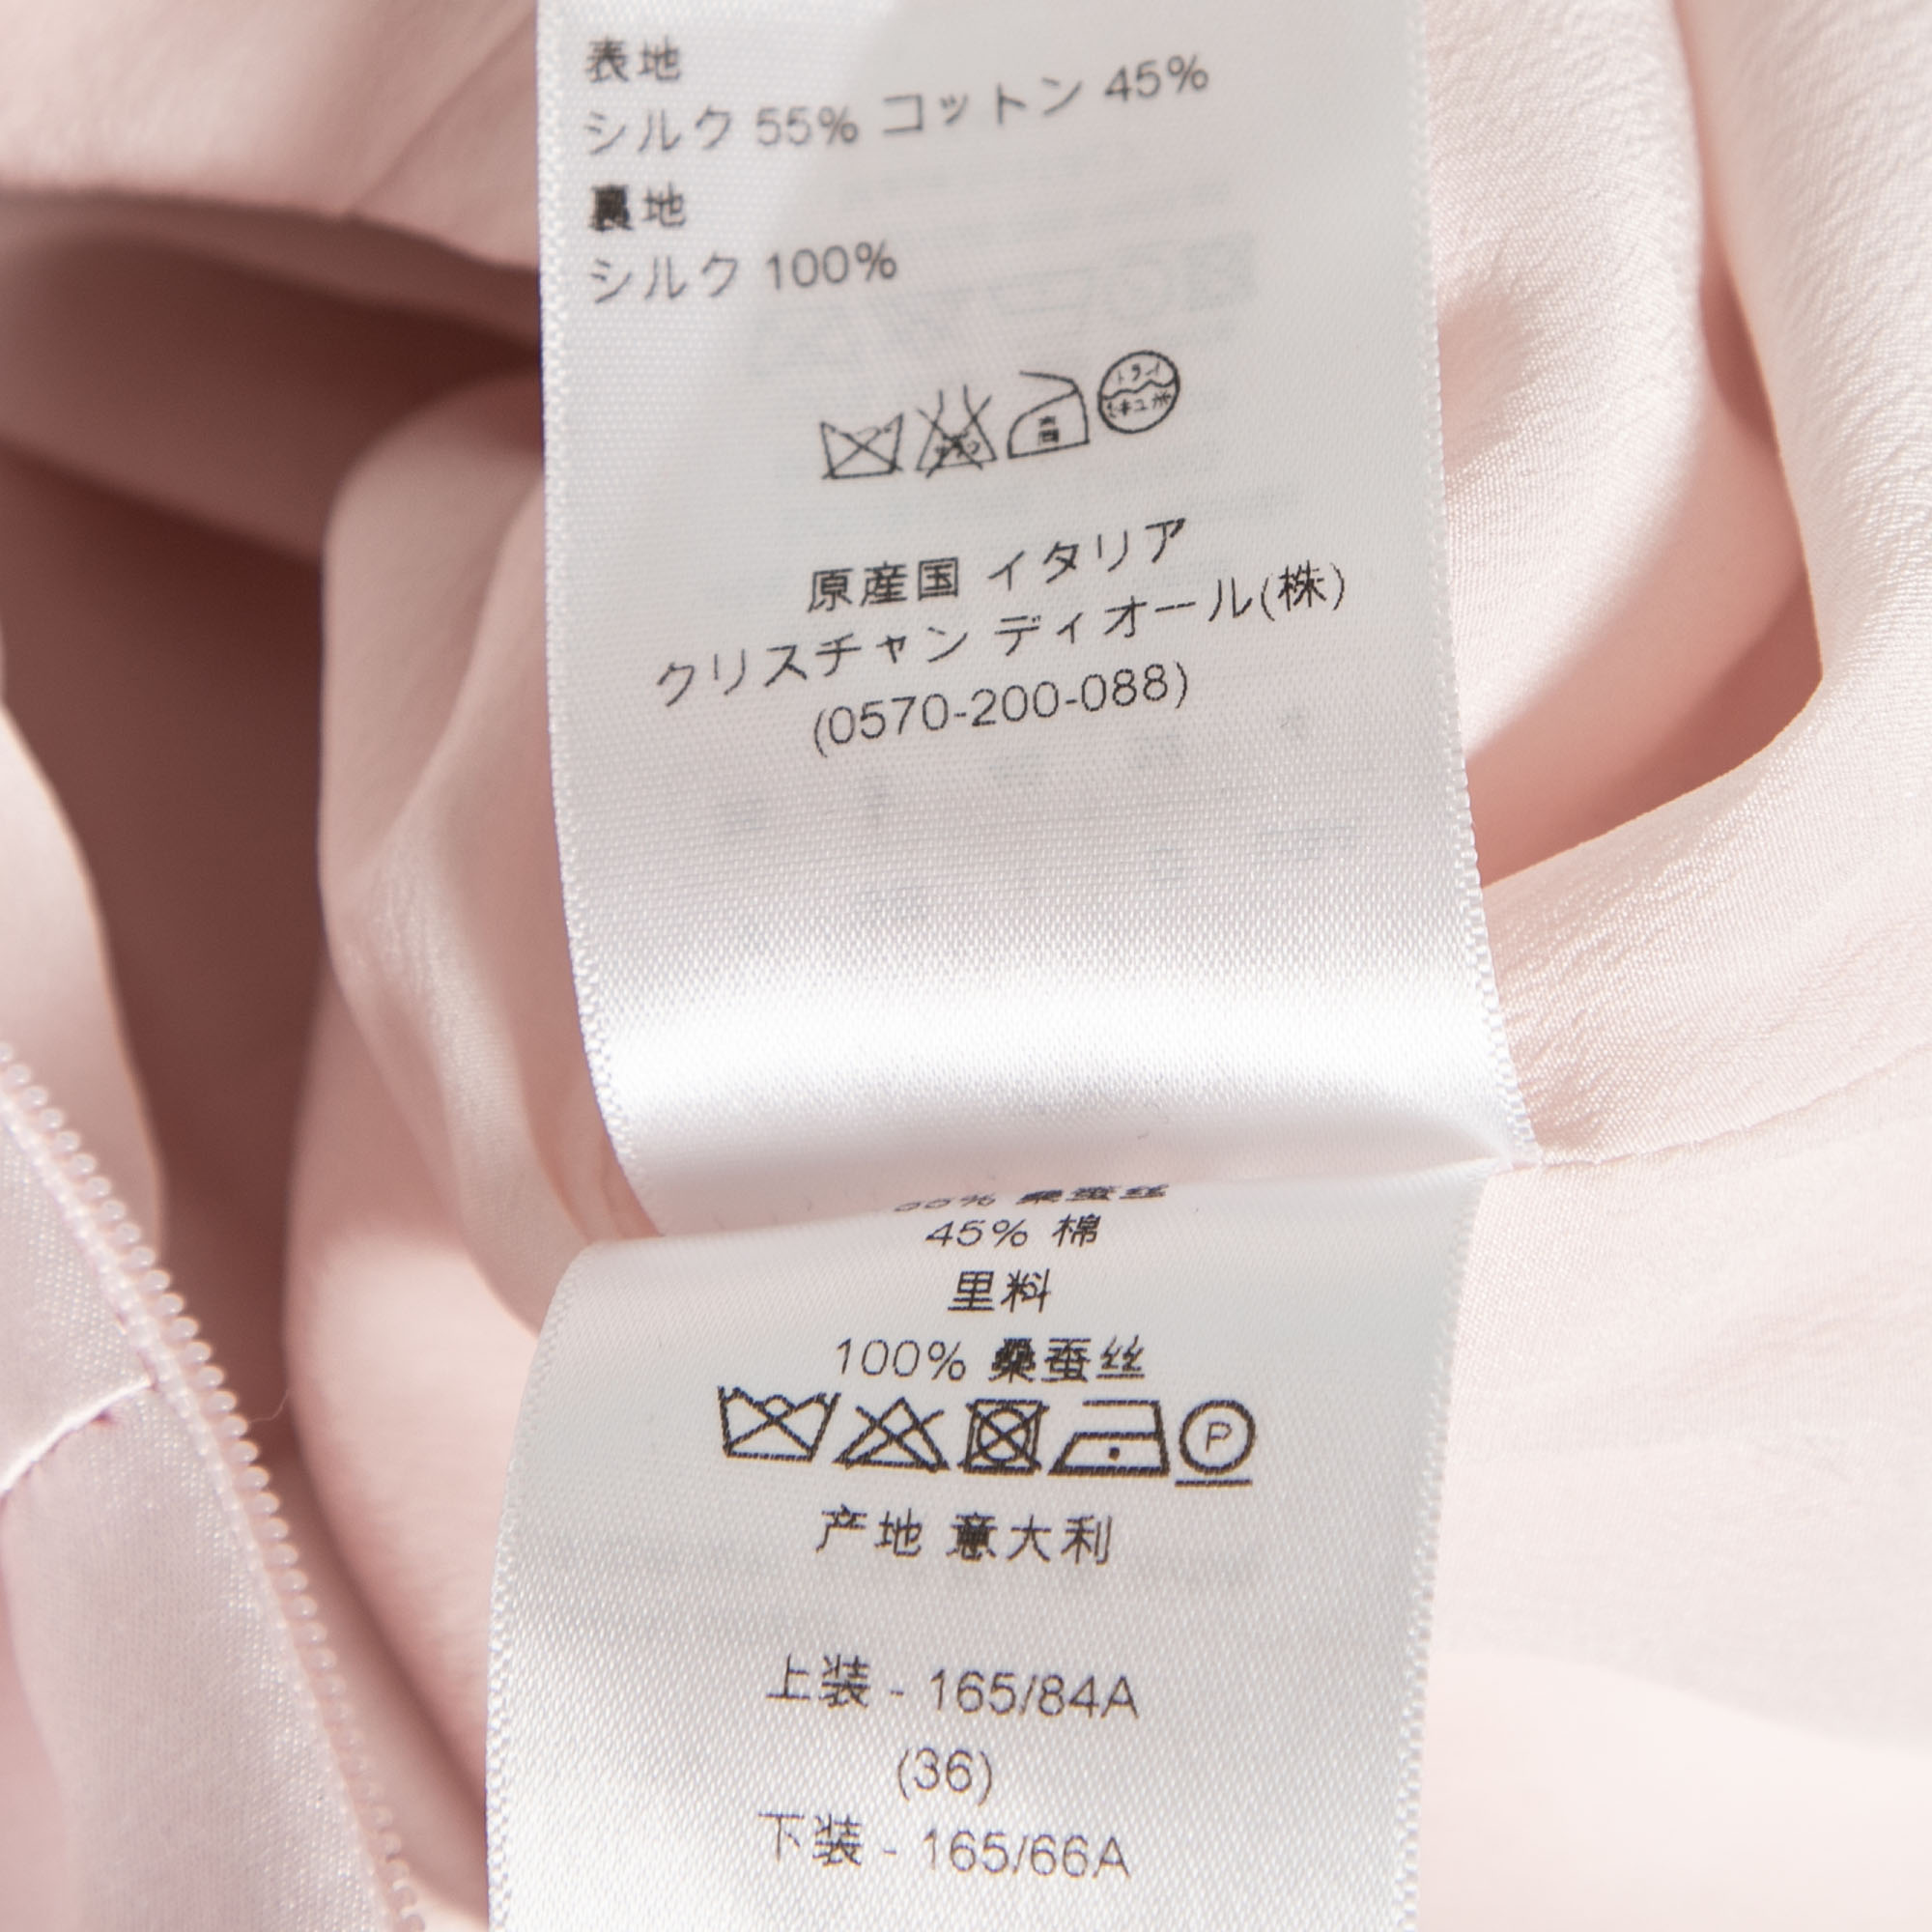 表地
シルク 55% コットン 45%
裏地
シルク 100%
高
原産国 イタリア
クリスチャン ディオール(株)
(0570-200-088)
45% 棉
里料
100% 桑蚕丝
P
产地 意大利
上装 - 165/84A
(36)
下装 - 165/66A